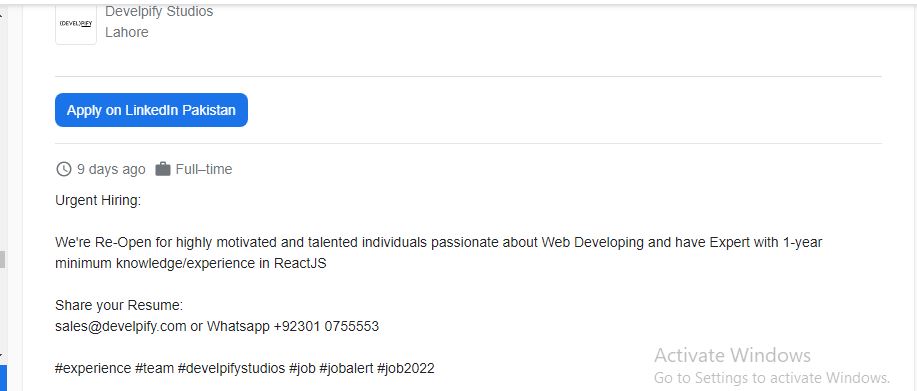 Develpify Studios
(DEVEL)PIFY
Lahore
Apply on LinkedIn Pakistan
9 days ago Full–time
Urgent Hiring:
We're Re-Open for highly motivated and talented individuals passionate about Web Developing and have Expert with 1-year
minimum knowledge/experience in ReactJS
Share your Resume:
sales@develpify.com or Whatsapp +92301 0755553
#experience #team #develpifystudios #job #jobalert #job2022
Activate Windows
Go to Settings to activate Windows.